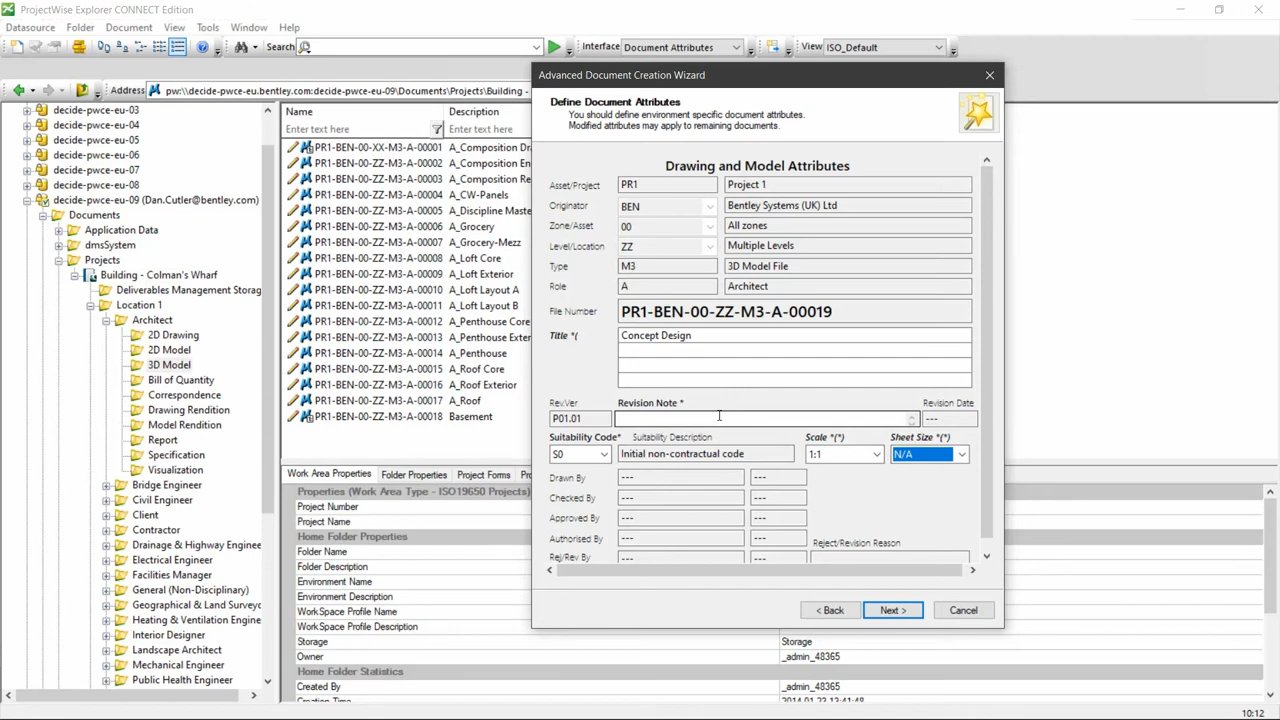 ProjectWise Explorer CONNECT Edition
Datasource Folder Document View Tools Window Help
Search Interface Document Attributes View ISO_Default
Address pw:\\decide-pwce-eu.bentley.com:decide-pwce-eu-09\Documents\Projects\Building -
decide-pwce-eu-03
decide-pwce-eu-04
decide-pwce-eu-05
decide-pwce-eu-06
decide-pwce-eu-07
decide-pwce-eu-08
decide-pwce-eu-09 (Dan.Cutler@bentley.com)
Documents
Application Data
dmsSystem
Projects
Building - Colman's Wharf
Deliverables Management Storag
Location 1
Architect
2D Drawing
2D Model
3D Model
Bill of Quantity
Correspondence
Drawing Rendition
Model Rendition
Report
Specification
Visualization
Bridge Engineer
Civil Engineer
Client
Contractor
Drainage & Highway Enginee
Electrical Engineer
Facilities Manager
General (Non-Disciplinary)
Geographical & Land Surveyo
Heating & Ventilation Enginee
Interior Designer
Landscape Architect
Mechanical Engineer
Public Health Engineer
Name Description
Enter text here Enter text here
PR1-BEN-00-XX-M3-A-00001 A_Composition Dra
PR1-BEN-00-ZZ-M3-A-00002 A_Composition En
PR1-BEN-00-ZZ-M3-A-00003 A_Composition Re
PR1-BEN-00-ZZ-M3-A-00004 A_CW-Panels
PR1-BEN-00-ZZ-M3-A-00005 A_Discipline Maste
PR1-BEN-00-ZZ-M3-A-00006 A_Grocery
PR1-BEN-00-ZZ-M3-A-00007 A_Grocery-Mezz
PR1-BEN-00-ZZ-M3-A-00008 A_Loft Core
PR1-BEN-00-ZZ-M3-A-00009 A_Loft Exterior
PR1-BEN-00-ZZ-M3-A-00010 A_Loft Layout A
PR1-BEN-00-ZZ-M3-A-00011 A_Loft Layout B
PR1-BEN-00-ZZ-M3-A-00012 A_Penthouse Core
PR1-BEN-00-ZZ-M3-A-00013 A_Penthouse Exter
PR1-BEN-00-ZZ-M3-A-00014 A_Penthouse
PR1-BEN-00-ZZ-M3-A-00015 A_Roof Core
PR1-BEN-00-ZZ-M3-A-00016 A_Roof Exterior
PR1-BEN-00-ZZ-M3-A-00017 A_Roof
PR1-BEN-00-ZZ-M3-A-00018 Basement
Work Area Properties Folder Properties Project Forms Pr
Properties (Work Area Type - ISO19650 Projects)
Project Number
Project Name
Home Folder Properties
Folder Name
Folder Description
Environment Name
Environment Description
WorkSpace Profile Name
WorkSpace Profile Description
Storage Storage
Owner _admin_48365
Home Folder Statistics
Created By _admin_48365
Creation Time 2014-01-23 13:41:48
Advanced Document Creation Wizard
Define Document Attributes
You should define environment specific document attributes.
Modified attributes may apply to remaining documents.
Drawing and Model Attributes
Asset/Project PR1 Project 1
Originator BEN Bentley Systems (UK) Ltd
Zone/Asset 00 All zones
Level/Location ZZ Multiple Levels
Type M3 3D Model File
Role A Architect
File Number PR1-BEN-00-ZZ-M3-A-00019
Title *( Concept Design
Rev.Ver Revision Note * Revision Date
P01.01 ---
Suitability Code* Suitability Description Scale *(*) Sheet Size *(*)
S0 Initial non-contractual code 1:1 N/A
Drawn By --- ---
Checked By --- ---
Approved By --- ---
Authorised By --- --- Reject/Revision Reason
Rej/Rev By --- ---
< Back Next > Cancel
10:12